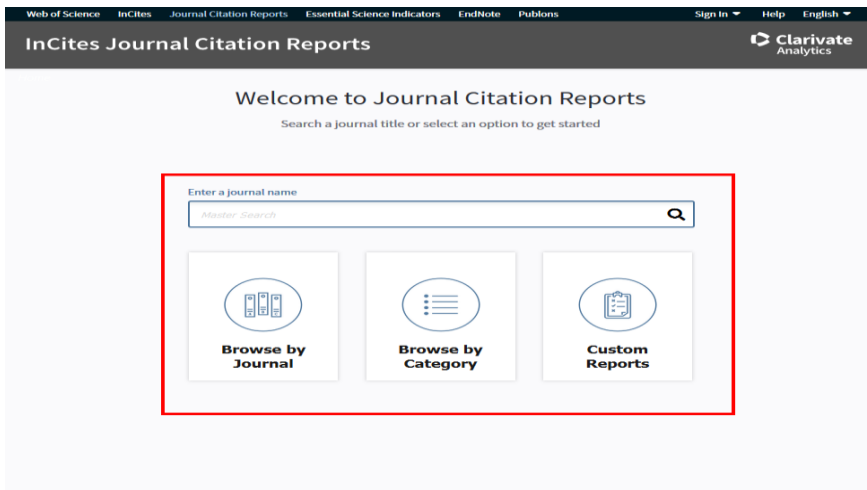 Web of Science InCites Journal Citation Reports Essential Science Indicators EndNote Publons Sign In Help English
InCites Journal Citation Reports
Clarivate
Analytics
Welcome to Journal Citation Reports
Search a journal title or select an option to get started
Enter a journal name
Master Search
Browse by
Journal
Browse by
Category
Custom
Reports